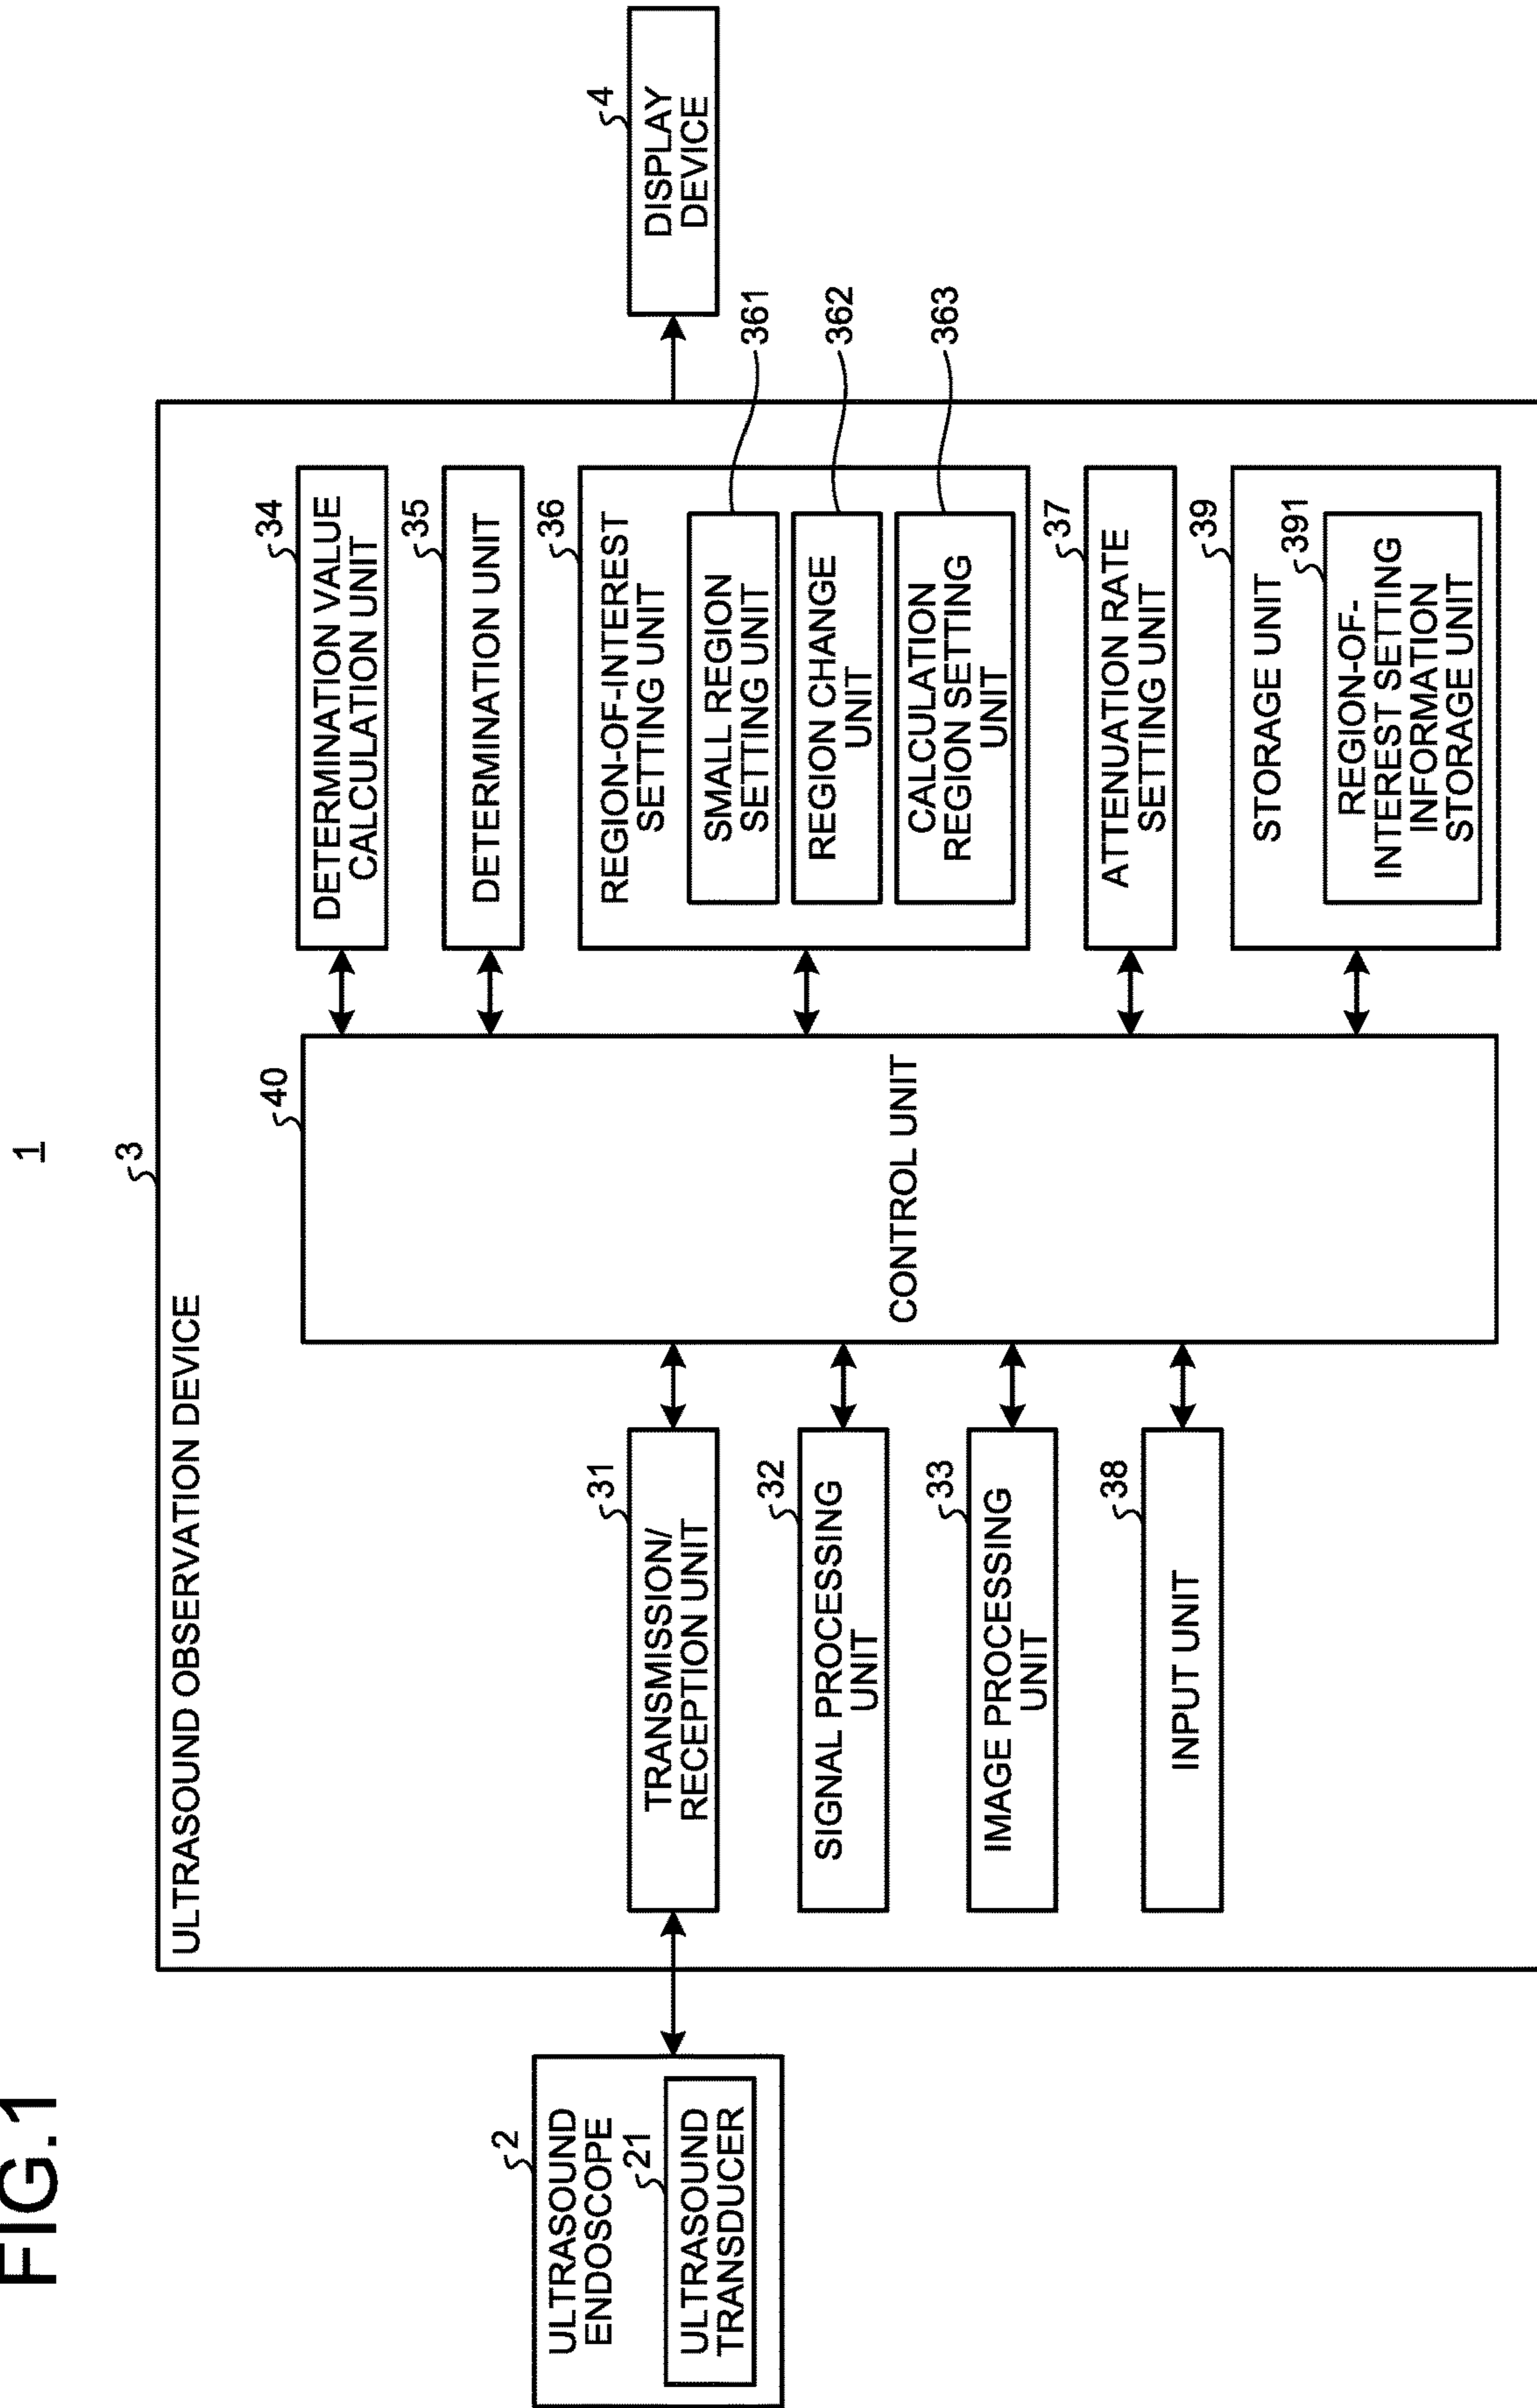 FIG.1
1
3
ULTRASOUND OBSERVATION DEVICE
2
ULTRASOUND
ENDOSCOPE
21
ULTRASOUND
TRANSDUCER
31
TRANSMISSION/
RECEPTION UNIT
32
SIGNAL PROCESSING
UNIT
33
IMAGE PROCESSING
UNIT
38
INPUT UNIT
40
CONTROL UNIT
34
DETERMINATION VALUE
CALCULATION UNIT
35
DETERMINATION UNIT
36
REGION-OF-INTEREST
SETTING UNIT
SMALL REGION
SETTING UNIT
361
REGION CHANGE
UNIT
362
CALCULATION
REGION SETTING
UNIT
363
37
ATTENUATION RATE
SETTING UNIT
39
STORAGE UNIT
391
REGION-OF-
INTEREST SETTING
INFORMATION
STORAGE UNIT
4
DISPLAY
DEVICE